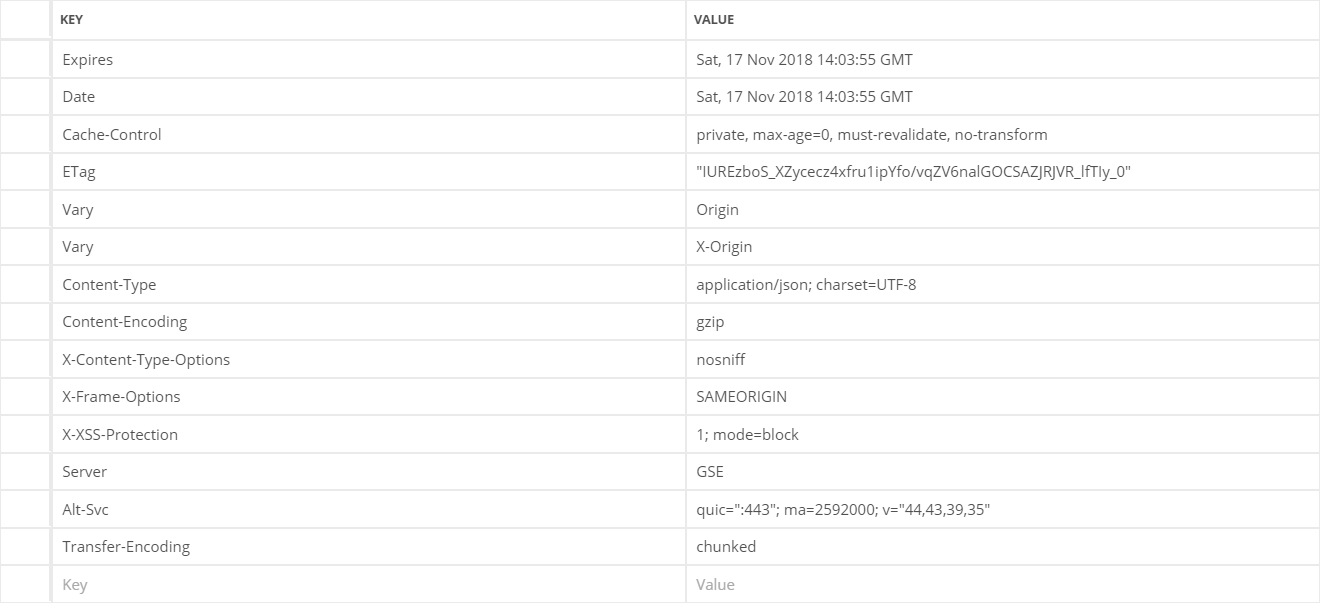 KEY VALUE
Expires Sat, 17 Nov 2018 14:03:55 GMT
Date Sat, 17 Nov 2018 14:03:55 GMT
Cache-Control private, max-age=0, must-revalidate, no-transform
ETag "IUREzboS_XZycecz4xfru1ipYfo/vqZV6nalGOCSAZJRJVR_lfTIy_0"
Vary Origin
Vary X-Origin
Content-Type application/json; charset=UTF-8
Content-Encoding gzip
X-Content-Type-Options nosniff
X-Frame-Options SAMEORIGIN
X-XSS-Protection 1; mode=block
Server GSE
Alt-Svc quic=":443"; ma=2592000; v="44,43,39,35"
Transfer-Encoding chunked
Key Value